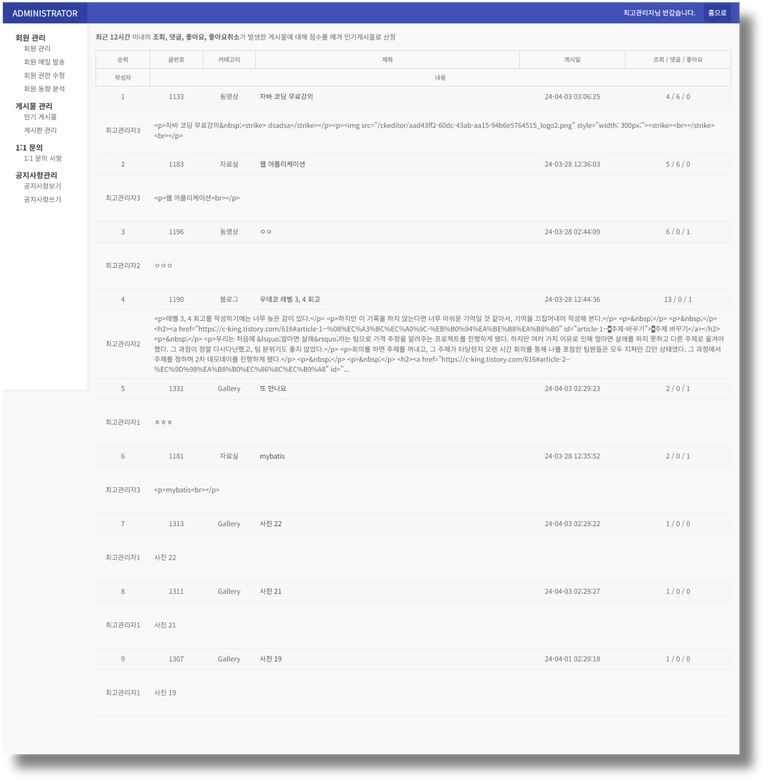 ADMINISTRATOR
최고관리자님 반갑습니다. 홈으로
회원 관리
회원 관리
회원 메일 발송
회원 권한 수정
회원 동향 분석
게시물 관리
인기 게시물
게시판 관리
1:1 문의
1:1 문의 사항
공지사항관리
공지사항보기
공지사항쓰기
최근 12시간 이내의 조회, 댓글, 좋아요, 좋아요취소가 발생한 게시물에 대해 점수를 메겨 인기게시물로 산정
순위 글번호 카테고리 제목 게시일 조회 / 댓글 / 좋아요
작성자 내용
1 1133 동영상 자바 코딩 무료강의 24-04-03 03:06:25 4 / 6 / 0
최고관리자3 <p>자바 코딩 무료강의&nbsp;<strike> dsadsa</strike></p><p><img src="/ckeditor/aad43ff2-60dc-43ab-aa15-94b6e5764515_logo2.png" style="width: 300px;"><strike><br></strike>
<br></p>
2 1183 자료실 웹 어플리케이션 24-03-28 12:36:03 5 / 6 / 0
최고관리자3 <p>웹 어플리케이션<br></p>
3 1196 동영상 ㅇㅇ 24-03-28 02:44:09 6 / 0 / 1
최고관리자2 ㅇㅇㅇ
4 1190 블로그 우테코 레벨 3, 4 회고 24-03-28 12:44:36 13 / 0 / 1
최고관리자2 <p>레벨 3, 4 회고를 작성하기에는 너무 늦은 감이 있다.</p> <p>하지만 이 기록을 하지 않는다면 너무 아쉬운 기억일 것 같아서, 기억을 끄집어내어 작성해 본다.</p> <p>&nbsp;</p> <p>&nbsp;</p>
<h2><a href="https://c-king.tistory.com/616#article-1--%08%EC%A3%BC%EC%A0%9C-%EB%B0%94%EA%BE%B8%EA%B8%B0" id="article-1--주제-바꾸기">주제 바꾸기</a></h2>
<p>&nbsp;</p> <p>우리는 처음에 &lsquo;얼마면 살래&rsquo;라는 팀으로 가격 추정을 알려주는 프로젝트를 진행하게 됐다. 하지만 여러 가지 이유로 인해 얼마면 살래를 하지 못하고 다른 주제로 옮겨야
했다. 그 과정이 정말 다사다난했고, 팀 분위기도 좋지 않았다.</p> <p>회의를 하면 주제를 꺼내고, 그 주제가 타당한지 오랜 시간 회의를 통해 나를 포함한 팀원들은 모두 지쳐만 갔던 상태였다. 그 과정에서
주제를 정하며 2차 데모데이를 진행하게 됐다.</p> <p>&nbsp;</p> <p>&nbsp;</p> <h2><a href="https://c-king.tistory.com/616#article-2--
%EC%9D%98%EA%B8%B0%EC%86%8C%EC%B9%A8" id="...
5 1331 Gallery 또 만나요 24-04-03 02:29:23 2 / 0 / 1
최고관리자1 ㅎㅎㅎ
6 1181 자료실 mybatis 24-03-28 12:35:52 2 / 0 / 1
최고관리자3 <p>mybatis<br></p>
7 1313 Gallery 사진 22 24-04-03 02:29:22 1 / 0 / 0
최고관리자1 사진 22
8 1311 Gallery 사진 21 24-04-03 02:29:27 1 / 0 / 0
최고관리자1 사진 21
9 1307 Gallery 사진 19 24-04-01 02:29:18 1 / 0 / 0
최고관리자1 사진 19